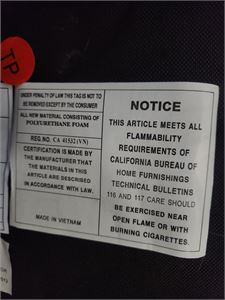 TP
UNDER PENALTY OF LAW THIS TAG IS NOT TO
BE REMOVED EXCEPT BY THE CONSUMER
ALL NEW MATERIAL CONSISTING OF
POLYURETHANE FOAM
REG.NO. CA 41532 (VN)
CERTIFICATION IS MADE BY
THE MANUFACTURER THAT
THE MATERIALS IN THIS
ARTICLE ARE DESCRIBED
IN ACCORDANCE WITH LAW.
MADE IN VIETNAM
NOTICE
THIS ARTICLE MEETS ALL
FLAMMABILITY
REQUIREMENTS OF
CALIFORNIA BUREAU OF
HOME FURNISHINGS
TECHNICAL BULLETINS
116 AND 117 CARE SHOULD
BE EXERCISED NEAR
OPEN FLAME OR WITH
BURNING CIGARETTES.